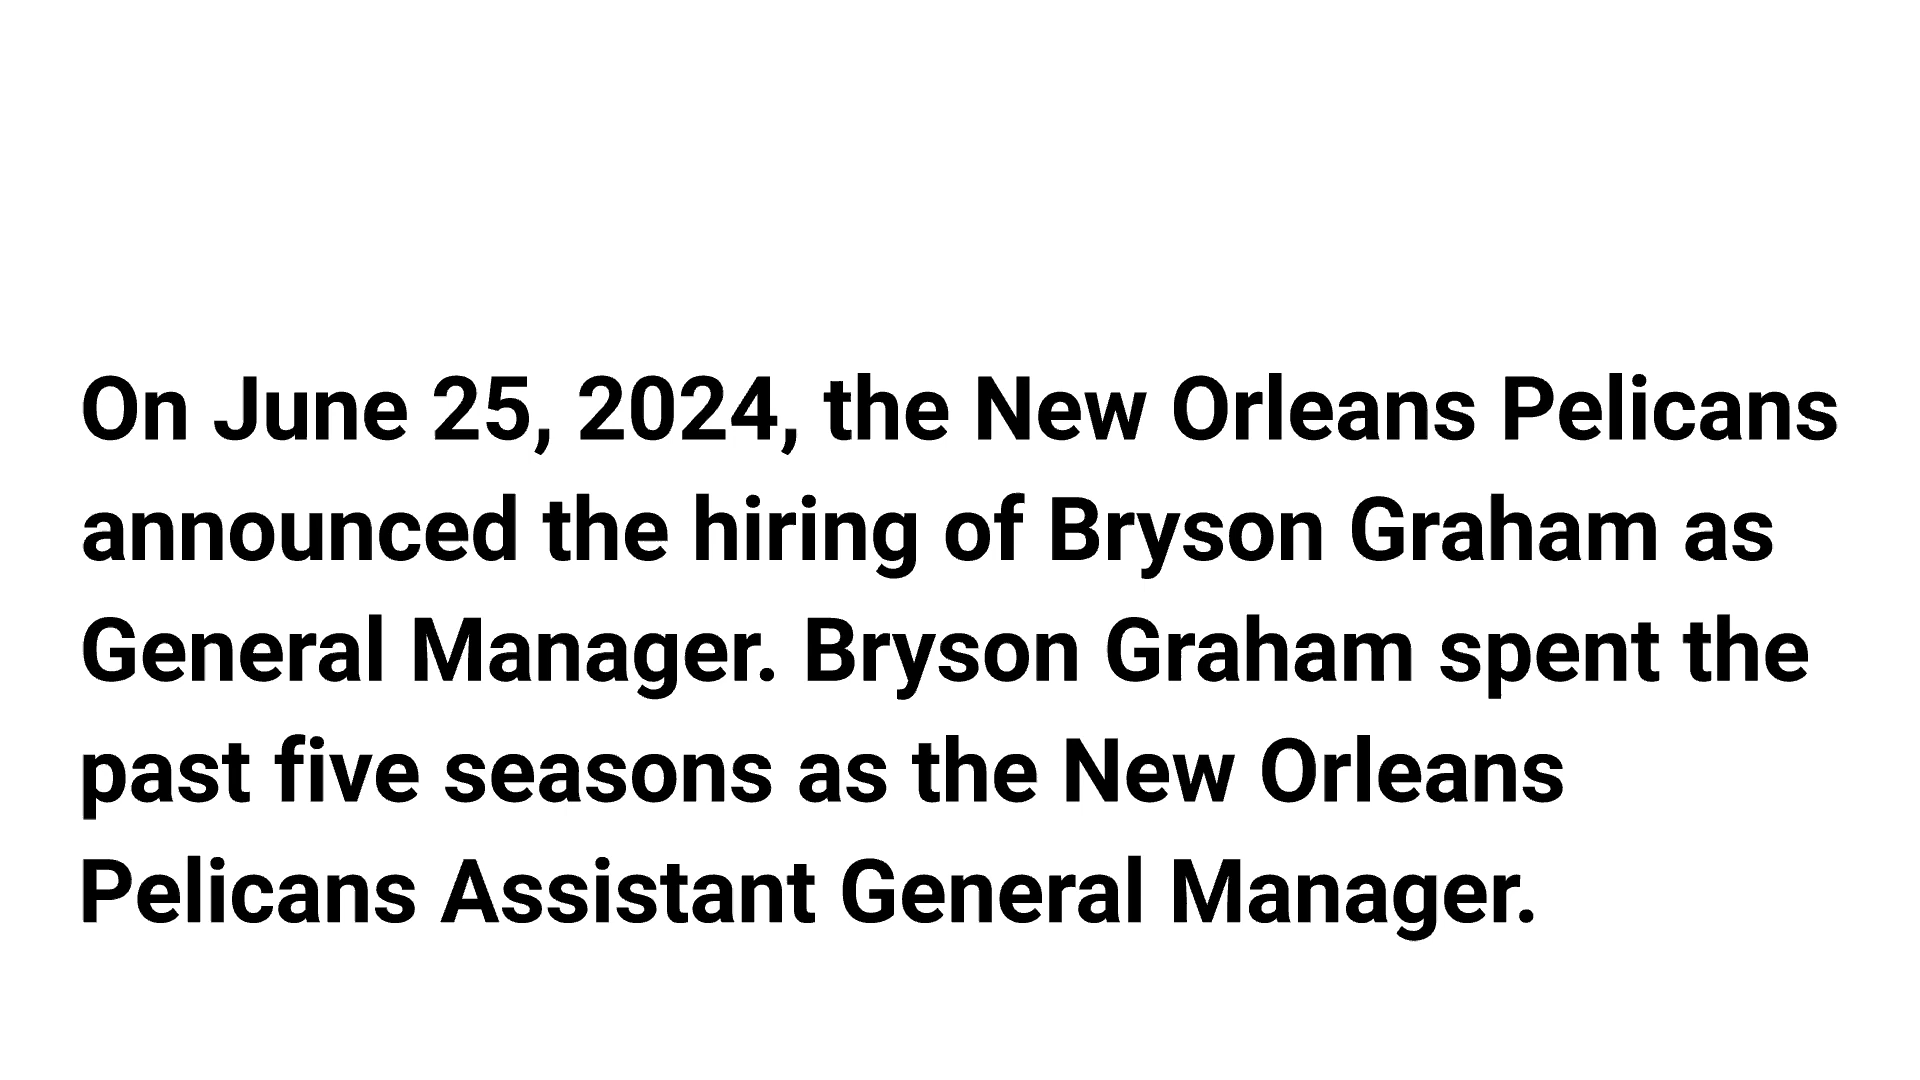 On June 25, 2024, the New Orleans Pelicans
announced the hiring of Bryson Graham as
General Manager. Bryson Graham spent the
past five seasons as the New Orleans
Pelicans Assistant General Manager.